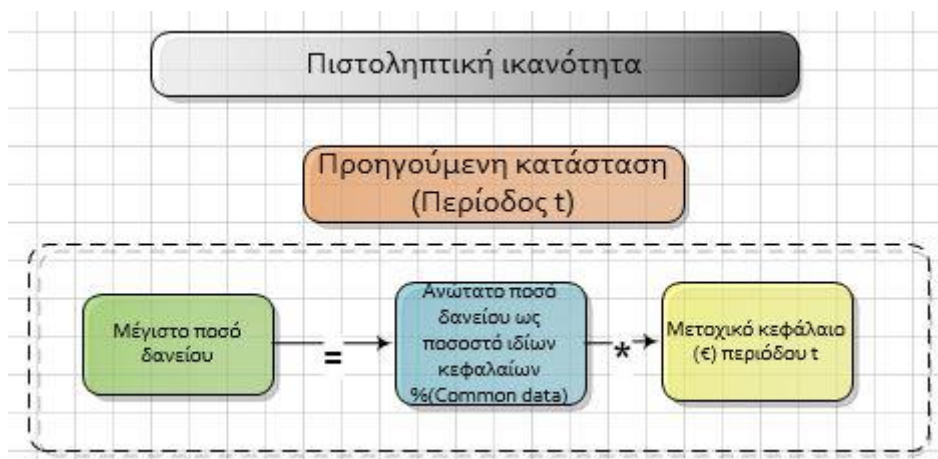 Πιστοληπτική ικανότητα
Προηγούμενη κατάσταση
(Περίοδος t)
Μέγιστο ποσό
δανείου
=
Ανώτατο ποσό
δανείου ως
ποσοστό ιδίων
κεφαλαίων
%(Common data)
*
Μετοχικό κεφάλαιο
(€) περιόδου t